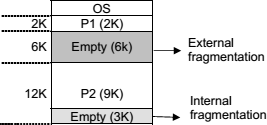 OS
2K P1 (2K)
6K Empty (6k) External
fragmentation
12K P2 (9K)
Internal
Empty (3K) fragmentation